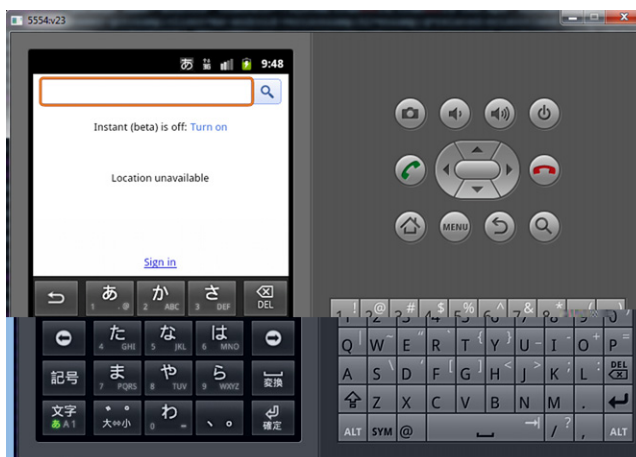 5554:v23
あ 3G 9:48
Instant (beta) is off: Turn on
Location unavailable
Sign in
あ 1 . @ か 2 ABC さ 3 DEF DEL
た 4 GHI な 5 JKL は 6 MNO
記号 ま 7 PQRS や 8 TUV ら 9 WXYZ 変換
文字 あA1 大⇔小 わ 0 - 、。 確定
MENU
1 ! 2 @ 3 # 4 $ 5 % 6 ^ 7 & 8 * 9 ( 0 )
Q | W ~ E " R ` T { Y } U _ I - O + P =
A S \ D ' F [ G ] H < J > K ; L : DEL
Z X C V B N M .
ALT SYM @ →| / ? , ALT